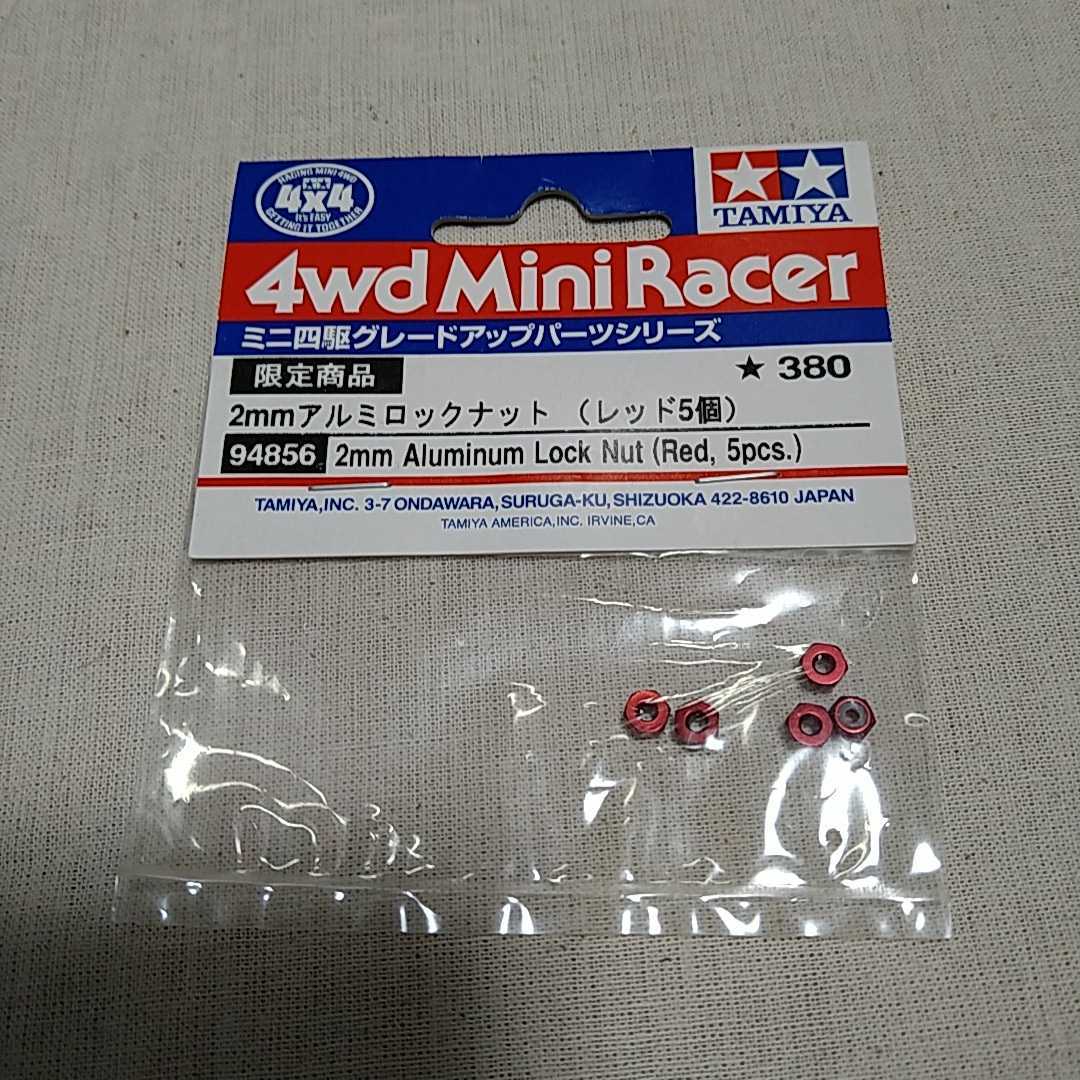 RACING MINI 4WD
4x4
It's EASY
GETTING IT TOGETHER
TAMIYA
4wd Mini Racer
ミニ四駆グレードアップパーツシリーズ
限定商品
★ 380
2mmアルミロックナット （レッド5個）
94856 2mm Aluminum Lock Nut (Red, 5pcs.)
TAMIYA,INC. 3-7 ONDAWARA,SURUGA-KU,SHIZUOKA 422-8610 JAPAN
TAMIYA AMERICA,INC. IRVINE,CA